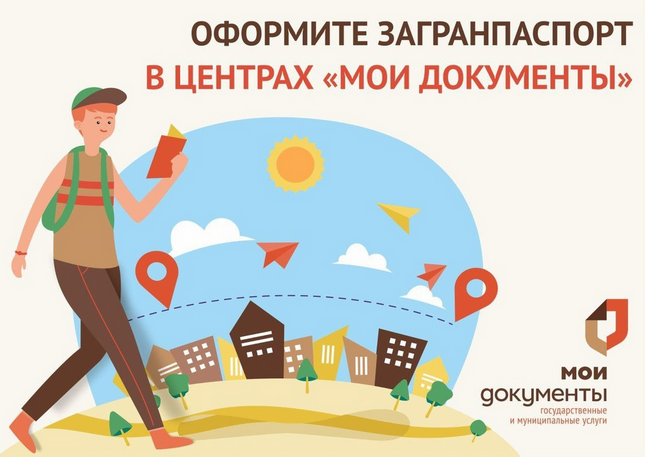 ОФОРМИТЕ ЗАГРАНПАСПОРТ
В ЦЕНТРАХ «МОИ ДОКУМЕНТЫ»
мои
документы
государственные
и муниципальные услуги